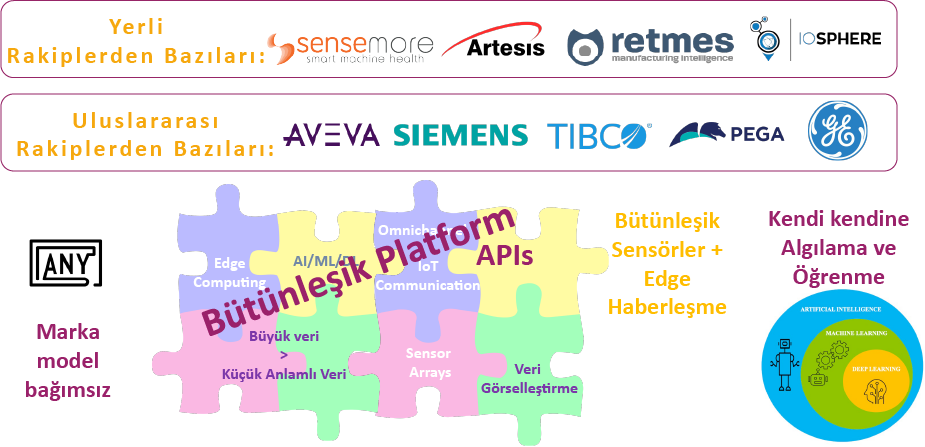 Yerli
Rakiplerden Bazıları:
sensemore
smart machine health
Artesis
retmes
manufacturing intelligence
IOSPHERE
Uluslararası
Rakiplerden Bazıları:
AVEVA
SIEMENS
TIBCO®
PEGA
GE
ANY
Marka
model
bağımsız
Bütünleşik Platform
Edge
Computing
AI/ML/DL
IoT
Communication
APIs
Büyük veri
>
Küçük Anlamlı Veri
Sensor
Arrays
Veri
Görselleştirme
Bütünleşik
Sensörler +
Edge
Haberleşme
Kendi kendine
Algılama ve
Öğrenme
ARTIFICIAL INTELLIGENCE
MACHINE LEARNING
DEEP LEARNING